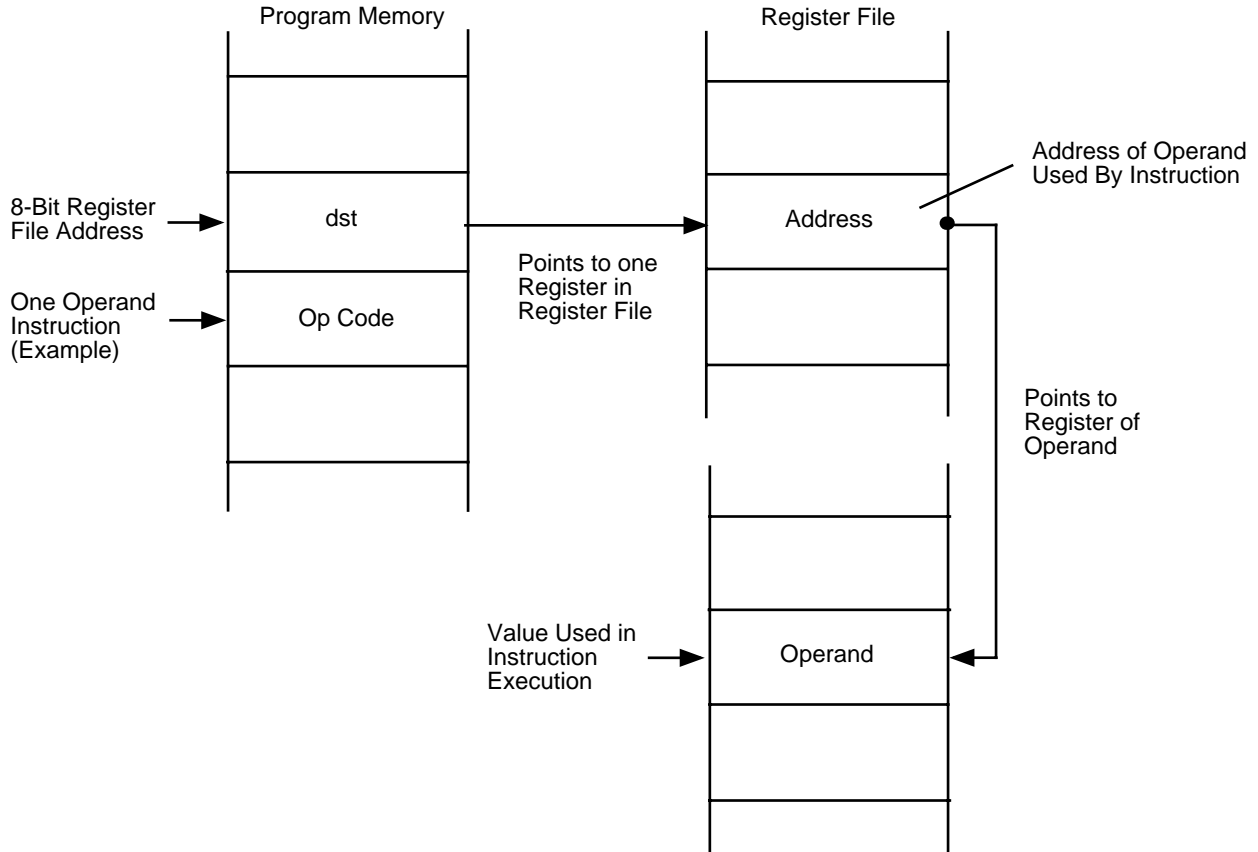 Program Memory
Register File
8-Bit Register
File Address
dst
Address
Address of Operand
Used By Instruction
Points to one
Register in
Register File
One Operand
Instruction
(Example)
Op Code
Points to
Register of
Operand
Value Used in
Instruction
Execution
Operand